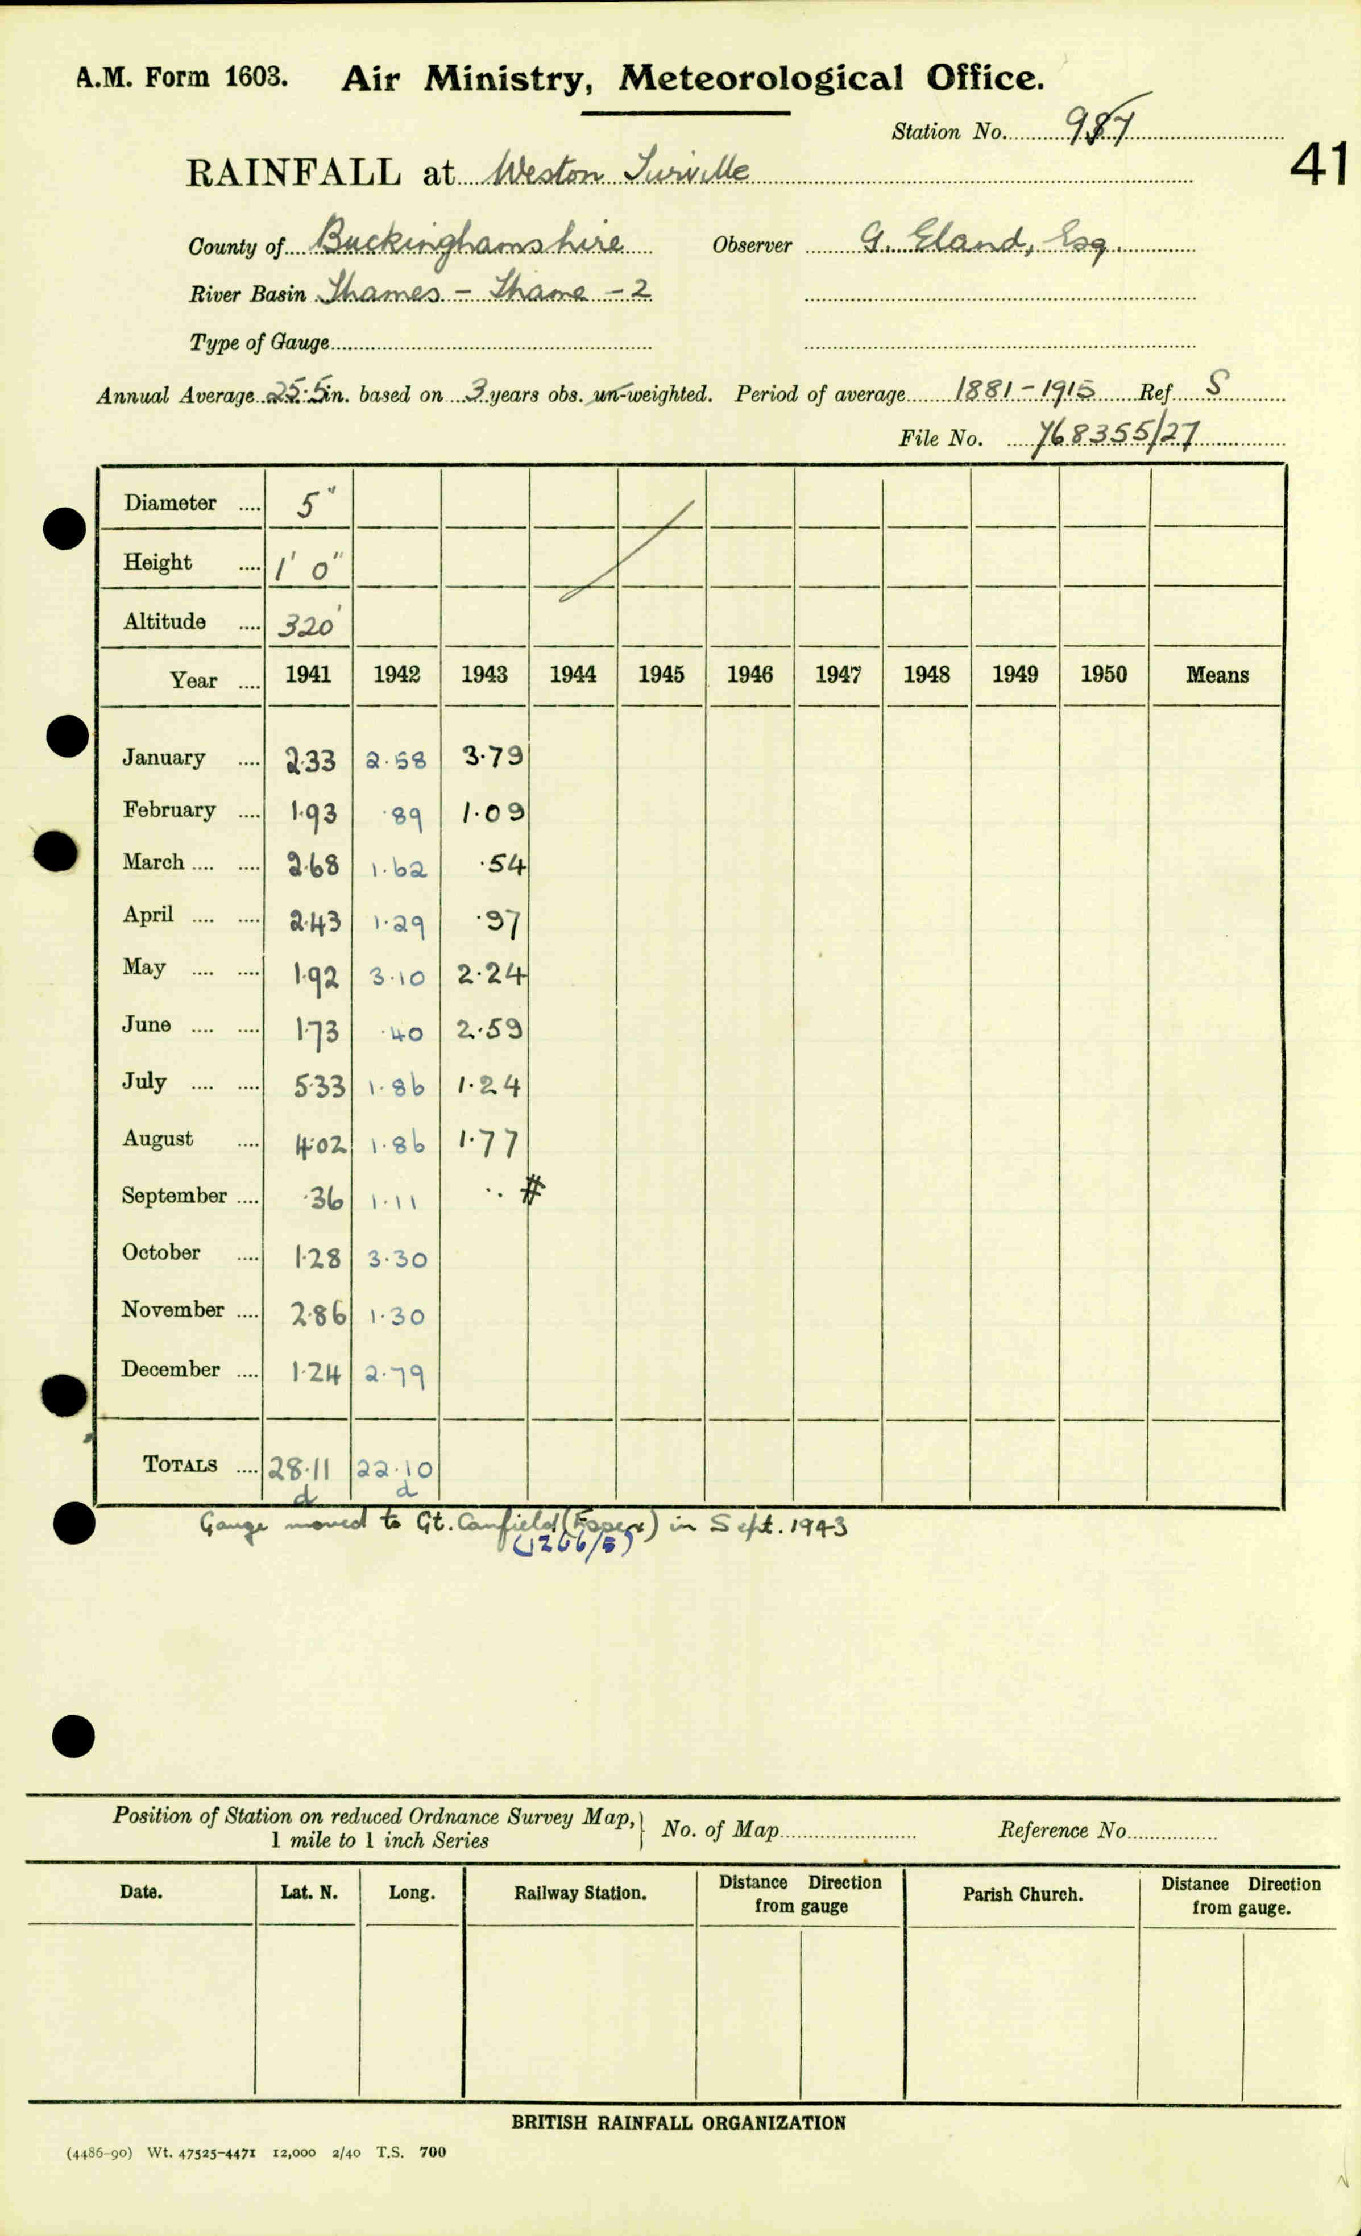 A.M. Form 1603. Air Ministry, Meteorological Office.
Station No. 987
41
RAINFALL at Weston Turville
County of Buckinghamshire Observer G. Eland, Esq.
River Basin Thames - Thame - 2
Type of Gauge
Annual Average 25.5 in. based on 3 years obs. un-weighted. Period of average 1881-1915 Ref S
File No. 768355/27
Diameter .... 5"
Height .... 1' 0"
Altitude .... 320'
Year .... 1941 1942 1943 1944 1945 1946 1947 1948 1949 1950 Means
January .... 2.33 2.58 3.79
February .... 1.93 .89 1.09
March .... .... 2.68 1.62 .54
April .... .... 2.43 1.29 .97
May .... .... 1.92 3.10 2.24
June .... .... 1.73 .40 2.59
July .... .... 5.33 1.86 1.24
August .... 4.02 1.86 1.77
September .... .36 1.11 .. #
October .... 1.28 3.30
November .... 2.86 1.30
December .... 1.24 2.79
TOTALS .... 28.11 22.10
d d
Gauge moved to Gt. Canfield (Essex) in Sept. 1943
(1266/5)
Position of Station on reduced Ordnance Survey Map, No. of Map Reference No.
1 mile to 1 inch Series
Date. Lat. N. Long. Railway Station. Distance Direction from gauge Parish Church. Distance Direction from gauge.
BRITISH RAINFALL ORGANIZATION
(4486-90) Wt. 47525-4471 12,000 2/40 T.S. 700